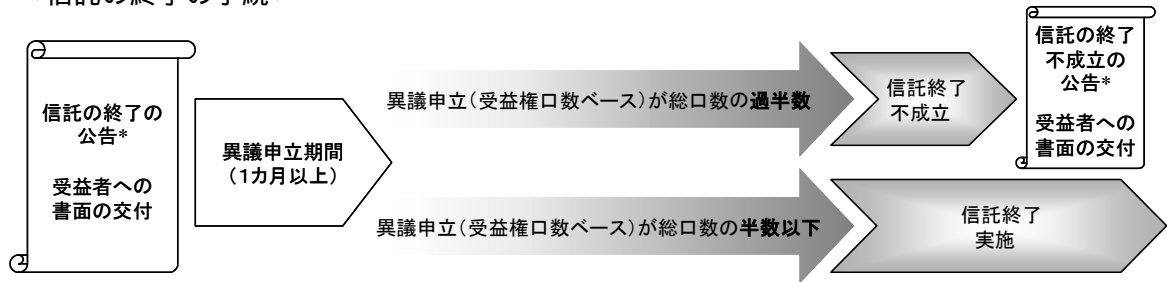 <信託の終了の手続>
信託の終了の
公告*
受益者への
書面の交付
異議申立期間
(1カ月以上)
異議申立(受益権口数ベース)が総口数の過半数
信託終了
不成立
信託の終了
不成立の
公告*
受益者への
書面の交付
異議申立(受益権口数ベース)が総口数の半数以下
信託終了
実施